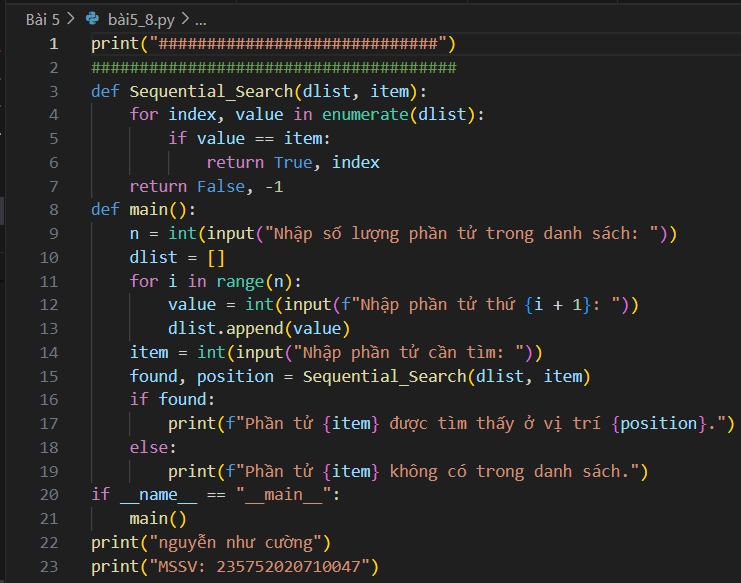 Bài 5 > bài5_8.py > ...
1 print("#############################")
2 ######################################
3 def Sequential_Search(dlist, item):
4 for index, value in enumerate(dlist):
5 if value == item:
6 return True, index
7 return False, -1
8 def main():
9 n = int(input("Nhập số lượng phần tử trong danh sách: "))
10 dlist = []
11 for i in range(n):
12 value = int(input(f"Nhập phần tử thứ {i + 1}: "))
13 dlist.append(value)
14 item = int(input("Nhập phần tử cần tìm: "))
15 found, position = Sequential_Search(dlist, item)
16 if found:
17 print(f"Phần tử {item} được tìm thấy ở vị trí {position}.")
18 else:
19 print(f"Phần tử {item} không có trong danh sách.")
20 if __name__ == "__main__":
21 main()
22 print("nguyễn như cường")
23 print("MSSV: 235752020710047")